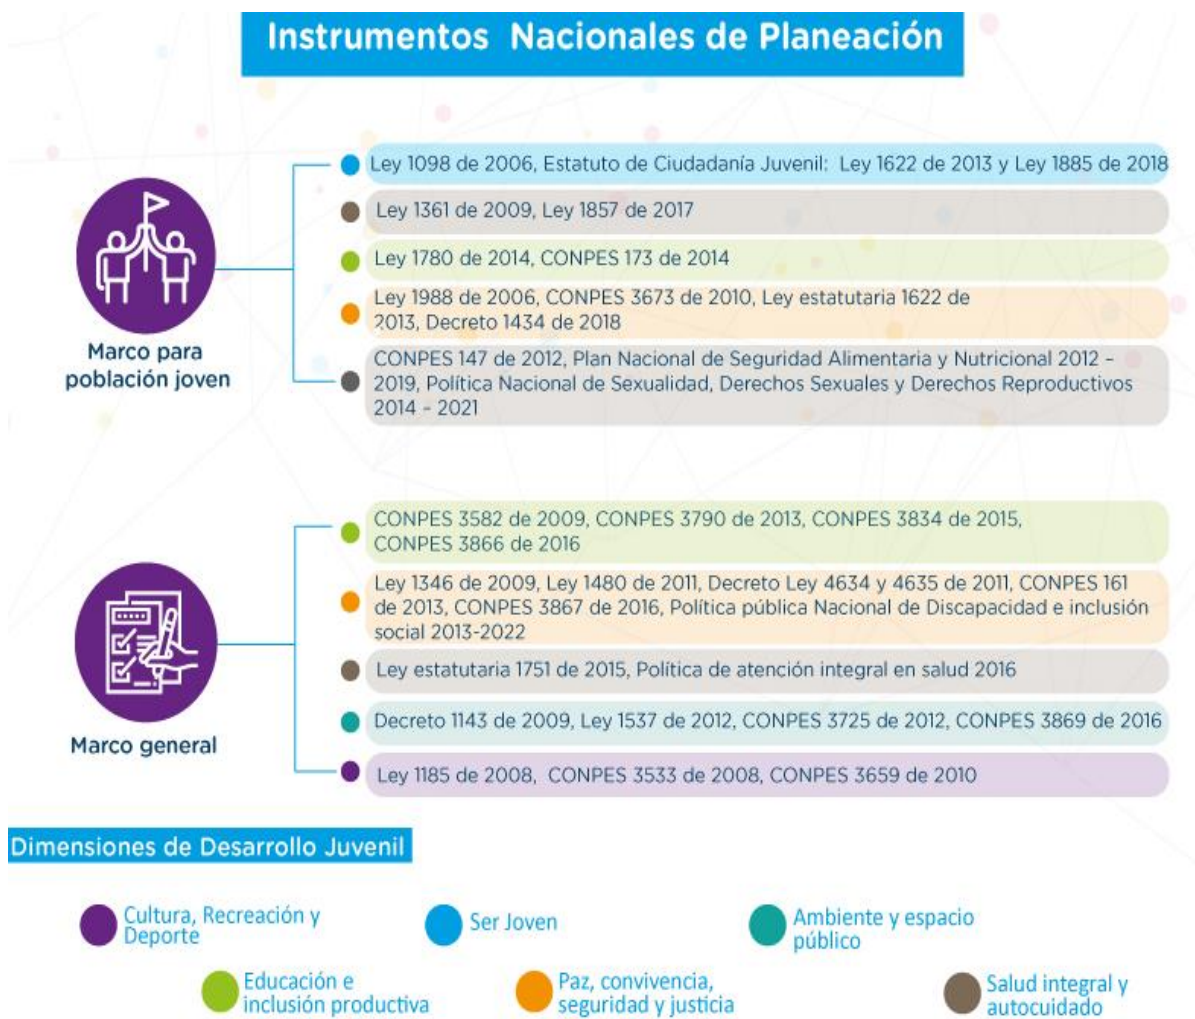 Instrumentos Nacionales de Planeación
Ley 1098 de 2006, Estatuto de Ciudadanía Juvenil: Ley 1622 de 2013 y Ley 1885 de 2018
Ley 1361 de 2009, Ley 1857 de 2017
Ley 1780 de 2014, CONPES 173 de 2014
Ley 1988 de 2006, CONPES 3673 de 2010, Ley estatutaria 1622 de
2013, Decreto 1434 de 2018
CONPES 147 de 2012, Plan Nacional de Seguridad Alimentaria y Nutricional 2012 –
2019, Política Nacional de Sexualidad, Derechos Sexuales y Derechos Reproductivos
2014 – 2021
Marco para
población joven
CONPES 3582 de 2009, CONPES 3790 de 2013, CONPES 3834 de 2015,
CONPES 3866 de 2016
Ley 1346 de 2009, Ley 1480 de 2011, Decreto Ley 4634 y 4635 de 2011, CONPES 161
de 2013, CONPES 3867 de 2016, Política pública Nacional de Discapacidad e inclusión
social 2013-2022
Ley estatutaria 1751 de 2015, Política de atención integral en salud 2016
Decreto 1143 de 2009, Ley 1537 de 2012, CONPES 3725 de 2012, CONPES 3869 de 2016
Ley 1185 de 2008, CONPES 3533 de 2008, CONPES 3659 de 2010
Marco general
Dimensiones de Desarrollo Juvenil
Cultura, Recreación y
Deporte
Ser Joven
Ambiente y espacio
público
Educación e
inclusión productiva
Paz, convivencia,
seguridad y justicia
Salud integral y
autocuidado